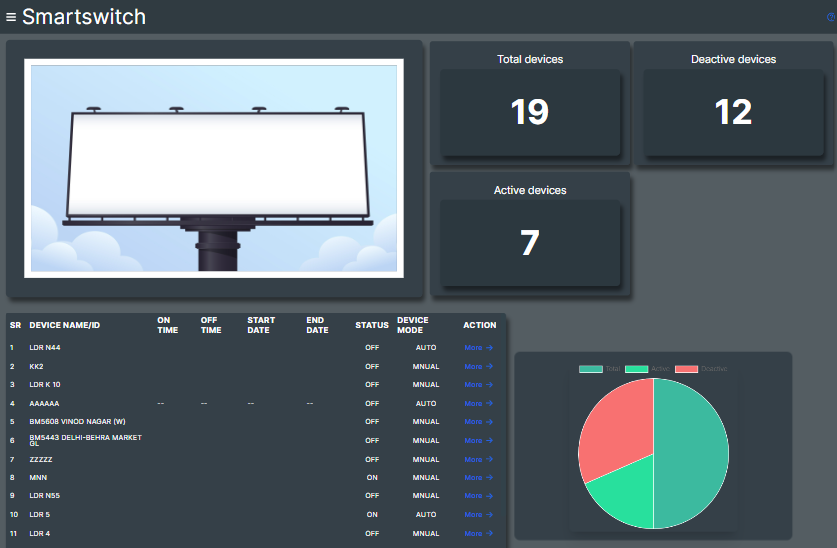 Smartswitch
Total devices
19
Deactive devices
12
Active devices
7
SR DEVICE NAME/ID ON TIME OFF TIME START DATE END DATE STATUS DEVICE MODE ACTION
1 LDR N44 OFF AUTO More →
2 KK2 OFF MNUAL More →
3 LDR K 10 OFF MNUAL More →
4 AAAAAA -- -- -- -- OFF AUTO More →
5 BM5608 VINOD NAGAR (W) OFF MNUAL More →
6 BM5443 DELHI-BEHRA MARKET GL OFF MNUAL More →
7 ZZZZZ OFF MNUAL More →
8 MNN ON MNUAL More →
9 LDR N55 OFF MNUAL More →
10 LDR 5 ON AUTO More →
11 LDR 4 OFF MNUAL More →
Total Active Deactive